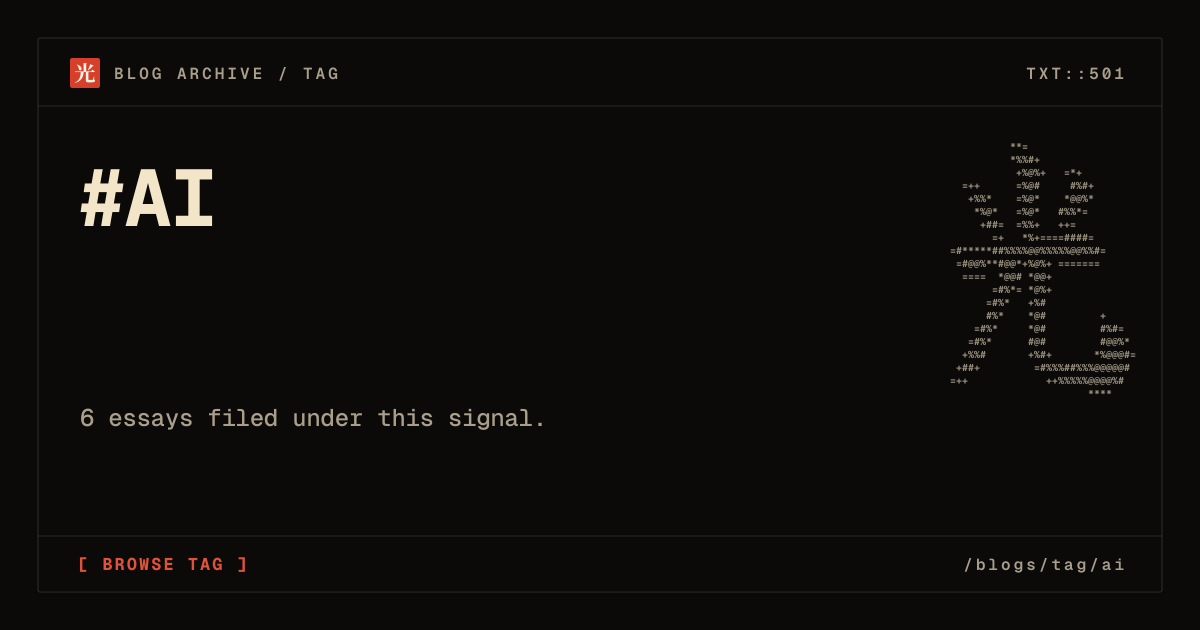 光 BLOG ARCHIVE / TAG
TXT::501
#AI
                                **=
          *%%#+
           +%@%+   =*+
  =++      =%@#     #%#+
   +%%*    =%@*    *@@%*
    *%@*   =%@*   #%%*=
     +##=  =%%+   ++=
       =+   *%+====####=
=#*****##%%%%@@%%%%%@@%%#=
 =#@@%**#@@*+%@%+ =======
  ====  *@@# *@@+
       =#%*= *@%+
      =#%*   +%#
      #%*    *@#         +
    =#%*     *@#         #%#=
   =#%*      #@#         #@@%*
  +%%#       +%#+       *%@@@#=
 +##+         =#%%%##%%%@@@@@#
=++             ++%%%%%@@@@%#
                       ****
6 essays filed under this signal.
[ BROWSE TAG ]
/blogs/tag/ai